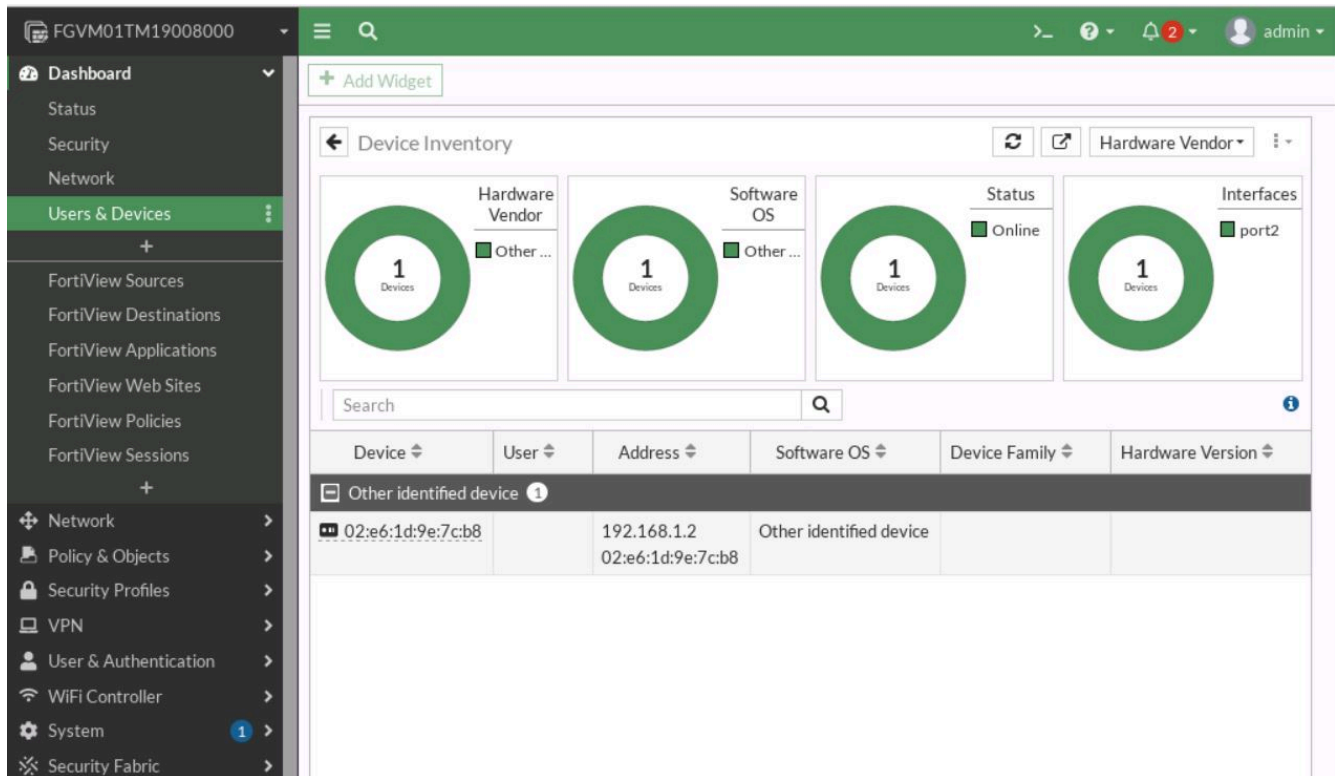 FGVM01TM19008000
admin
2
Dashboard
Status
Security
Network
Users & Devices
+
FortiView Sources
FortiView Destinations
FortiView Applications
FortiView Web Sites
FortiView Policies
FortiView Sessions
+
Network
Policy & Objects
Security Profiles
VPN
User & Authentication
WiFi Controller
System 1
Security Fabric
+ Add Widget
Device Inventory
Hardware Vendor
Hardware
Vendor
Other ...
1
Devices
Software
OS
Other ...
1
Devices
Status
Online
1
Devices
Interfaces
port2
1
Devices
Search
Device User Address Software OS Device Family Hardware Version
Other identified device 1
02:e6:1d:9e:7c:b8 192.168.1.2 Other identified device
02:e6:1d:9e:7c:b8